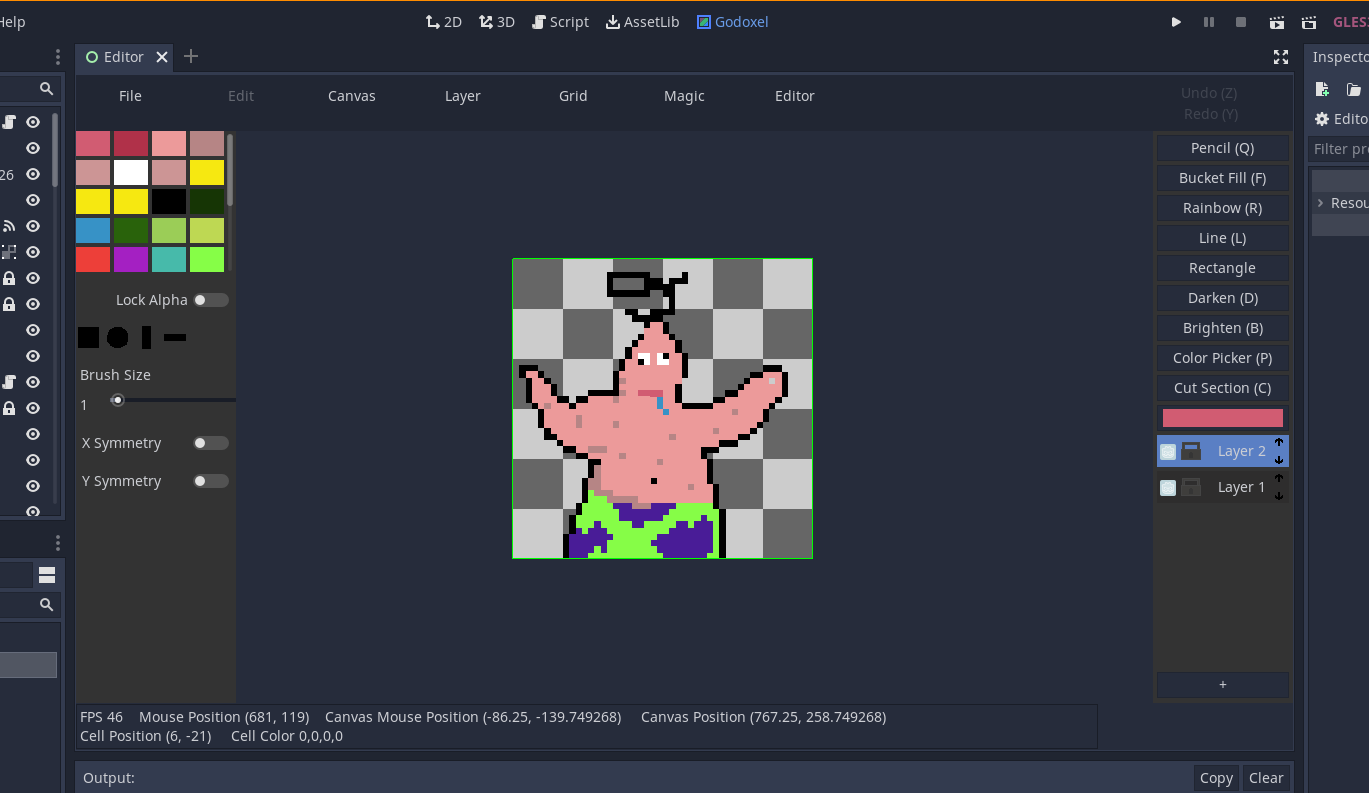 Help 2D 3D Script AssetLib Godoxel
Editor
Inspecto
File Edit Canvas Layer Grid Magic Editor
Undo (Z)
Redo (Y)
Edito
Filter pro
Resou
26
Lock Alpha
Brush Size
1
X Symmetry
Y Symmetry
Pencil (Q)
Bucket Fill (F)
Rainbow (R)
Line (L)
Rectangle
Darken (D)
Brighten (B)
Color Picker (P)
Cut Section (C)
Layer 2
Layer 1
+
FPS 46 Mouse Position (681, 119) Canvas Mouse Position (-86.25, -139.749268) Canvas Position (767.25, 258.749268)
Cell Position (6, -21) Cell Color 0,0,0,0
Output: Copy Clear